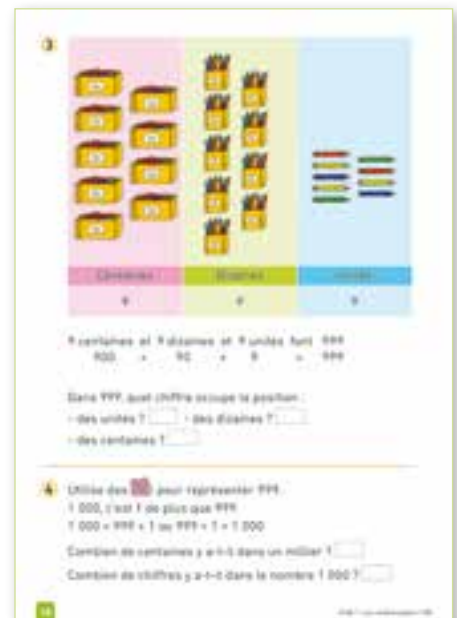 3
Centaines Dizaines Unités
9 9 9
9 centaines et 9 dizaines et 9 unités font 999
900 + 90 + 9 = 999
Dans 999, quel chiffre occupe la position :
- des unités ? - des dizaines ?
- des centaines ?
4 Utilise des pour représenter 999.
1 000, c'est 1 de plus que 999.
1 000 = 999 + 1 ou 999 + 1 = 1 000
Combien de centaines y a-t-il dans un millier ?
Combien de chiffres y a-t-il dans le nombre 1 000 ?